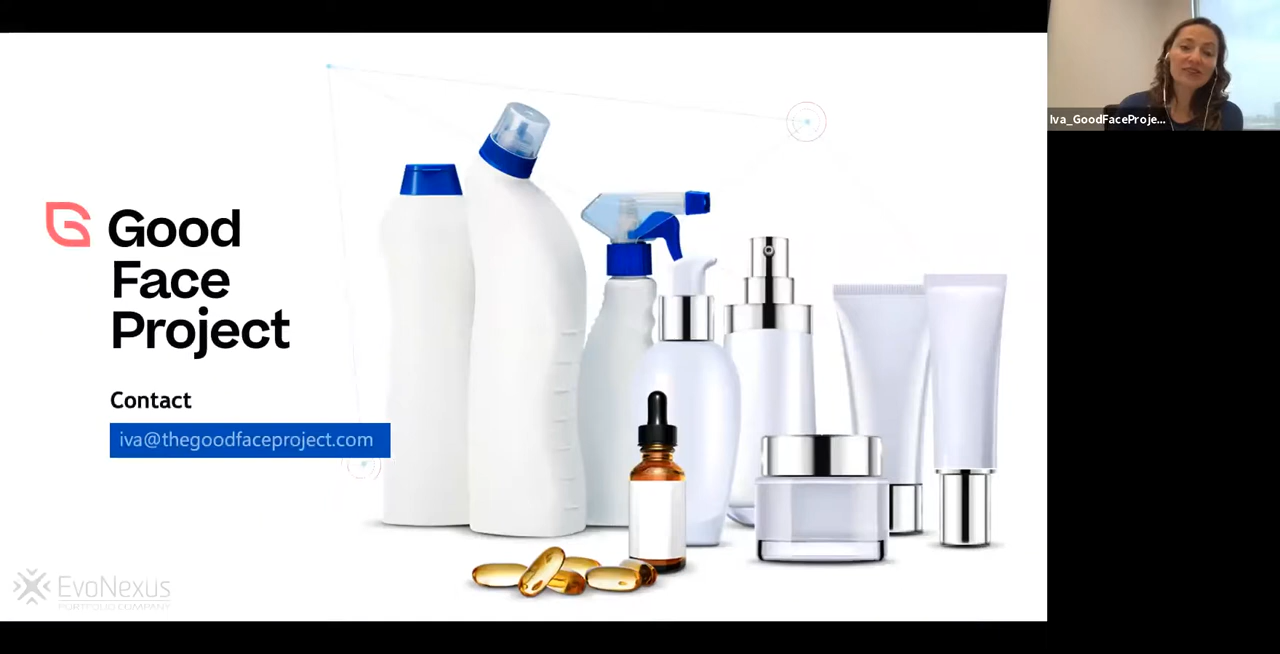 Good
Face
Project
Contact
iva@thegoodfaceproject.com
EvoNexus
PORTFOLIO COMPANY
Iva_GoodFaceProje...